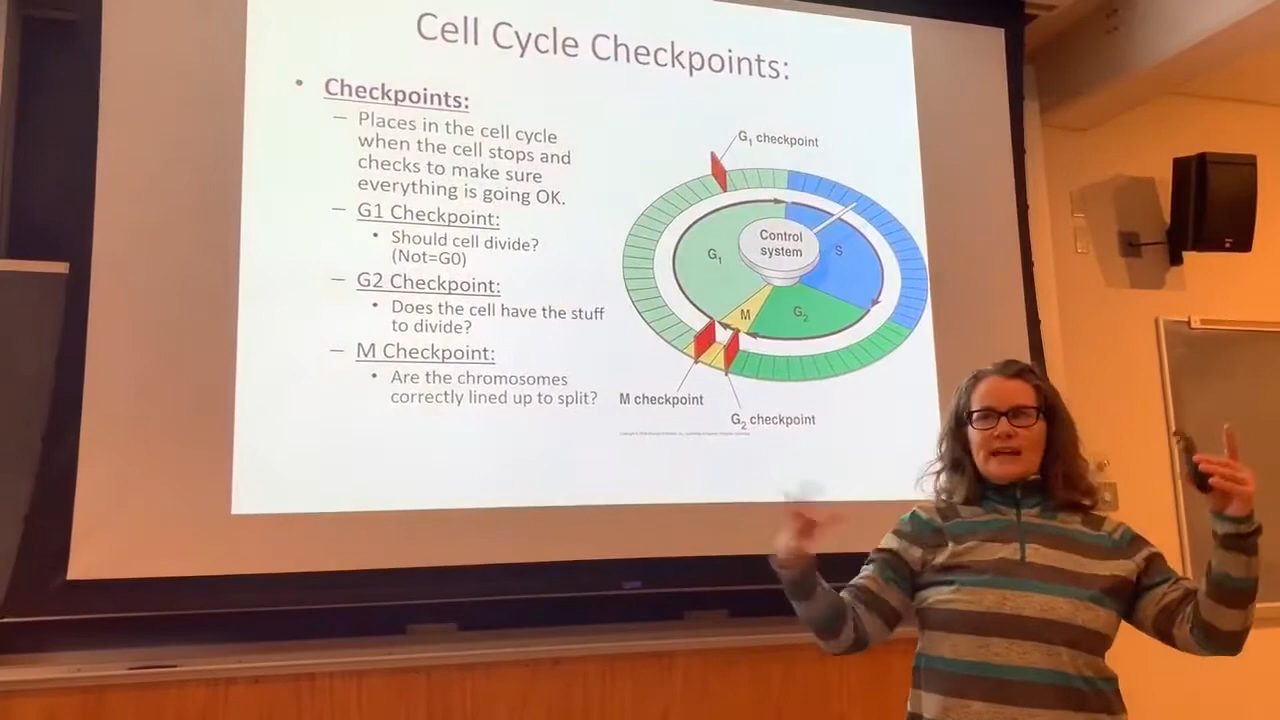 Cell Cycle Checkpoints:
• Checkpoints:
– Places in the cell cycle
when the cell stops and
checks to make sure
everything is going OK.
– G1 Checkpoint:
• Should cell divide?
(Not=G0)
– G2 Checkpoint:
• Does the cell have the stuff
to divide?
– M Checkpoint:
• Are the chromosomes
correctly lined up to split?
G₁ checkpoint
Control
system
G₁
S
M
G₂
M checkpoint
G₂ checkpoint